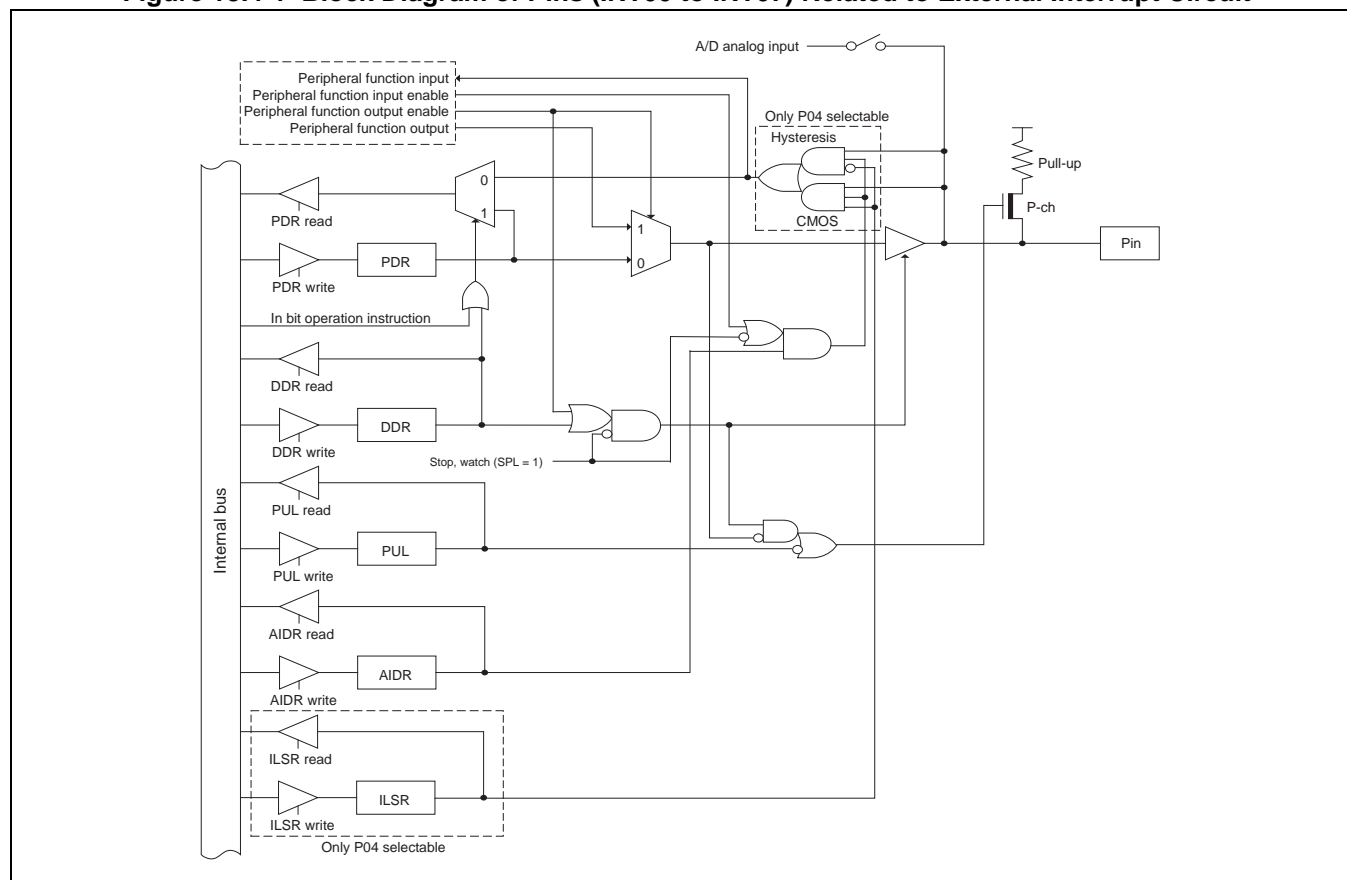 A/D analog input
Peripheral function input
Peripheral function input enable
Peripheral function output enable
Peripheral function output
Only P04 selectable
Hysteresis
CMOS
Pull-up
P-ch
Pin
0
1
PDR read
1
0
PDR
PDR write
In bit operation instruction
DDR read
DDR
DDR write
Stop, watch (SPL = 1)
Internal bus
PUL read
PUL
PUL write
AIDR read
AIDR
AIDR write
ILSR read
ILSR
ILSR write
Only P04 selectable